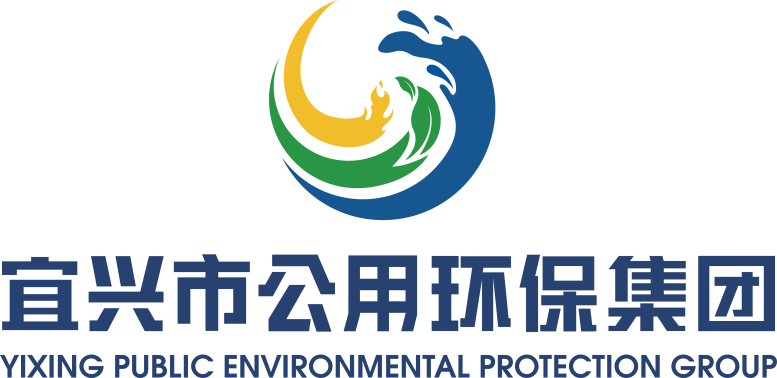 宜兴市公用环保集团
YIXING PUBLIC ENVIRONMENTAL PROTECTION GROUP